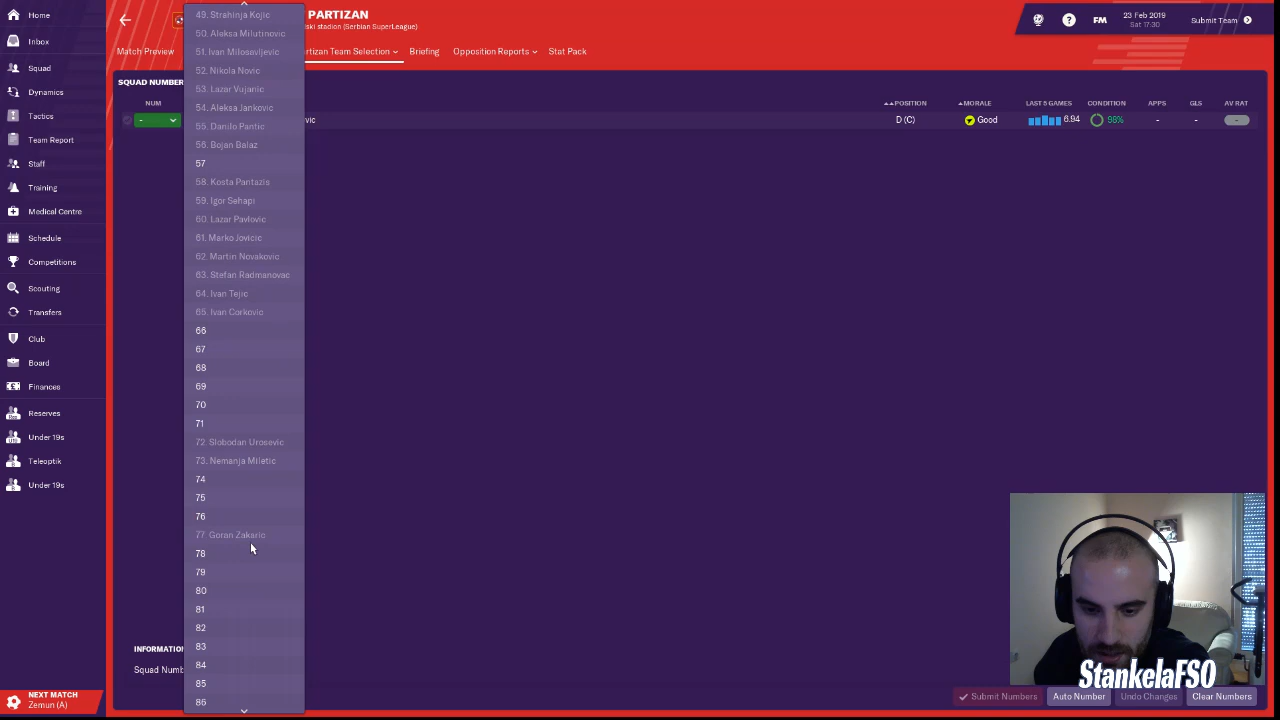 PARTIZAN
ski stadion (Serbian SuperLeague)
23 Feb 2019
Sat 17:30
FM
Submit Team
Match Preview
artizan Team Selection
Briefing
Opposition Reports
Stat Pack
Home
Inbox
Squad
Dynamics
Tactics
Team Report
Staff
Training
Medical Centre
Schedule
Competitions
Scouting
Transfers
Club
Board
Finances
Reserves
Under 19s
Teleoptik
Under 19s
NEXT MATCH
Zemun (A)
SQUAD NUMBER
NUM
POSITION
MORALE
LAST 5 GAMES
CONDITION
APPS
GLS
AV RAT
-
vic
D (C)
Good
6.94
98%
-
-
-
49. Strahinja Kojic
50. Aleksa Milutinovic
51. Ivan Milosavljevic
52. Nikola Novic
53. Lazar Vujanic
54. Aleksa Jankovic
55. Danilo Pantic
56. Bojan Balaz
57
58. Kosta Pantazis
59. Igor Sehapi
60. Lazar Pavlovic
61. Marko Jovicic
62. Martin Novakovic
63. Stefan Radmanovac
64. Ivan Tejic
65. Ivan Corkovic
66
67
68
69
70
71
72. Slobodan Urosevic
73. Nemanja Miletic
74
75
76
77. Goran Zakaric
78
79
80
81
82
83
84
85
86
INFORMATION
Squad Numb
StankelaFSO
Submit Numbers
Auto Number
Undo Changes
Clear Numbers